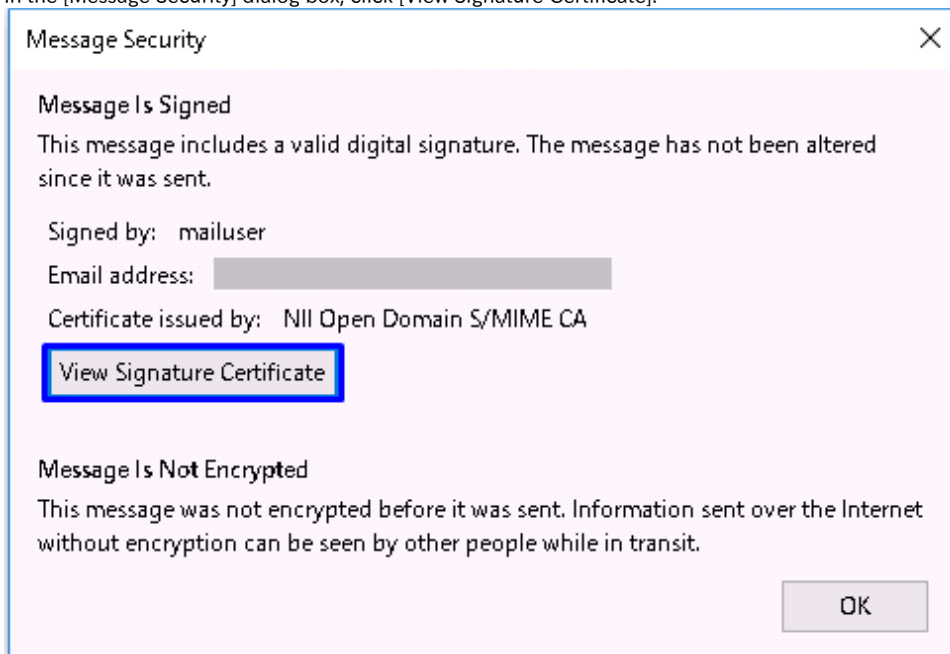 In the [Message Security] dialog box, click [View Signature Certificate].
Message Security
Message Is Signed
This message includes a valid digital signature. The message has not been altered
since it was sent.
Signed by: mailuser
Email address:
Certificate issued by: NII Open Domain S/MIME CA
View Signature Certificate
Message Is Not Encrypted
This message was not encrypted before it was sent. Information sent over the Internet
without encryption can be seen by other people while in transit.
OK